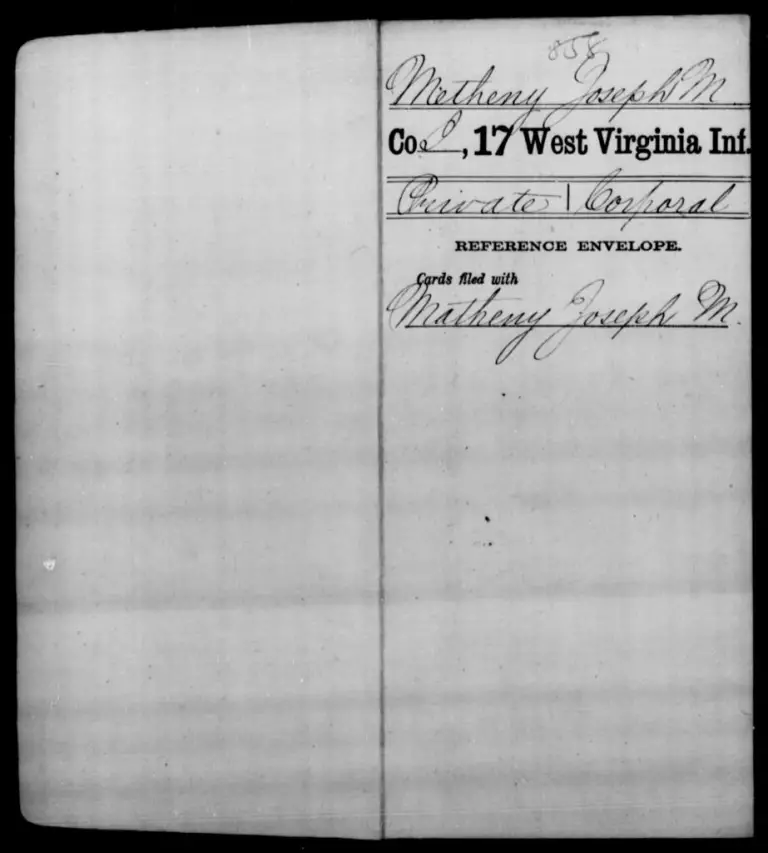 858
Metheny Joseph M
Co I, 17 West Virginia Inf.
Private | Corporal
REFERENCE ENVELOPE.
Cards filed with
Matheny Joseph M.